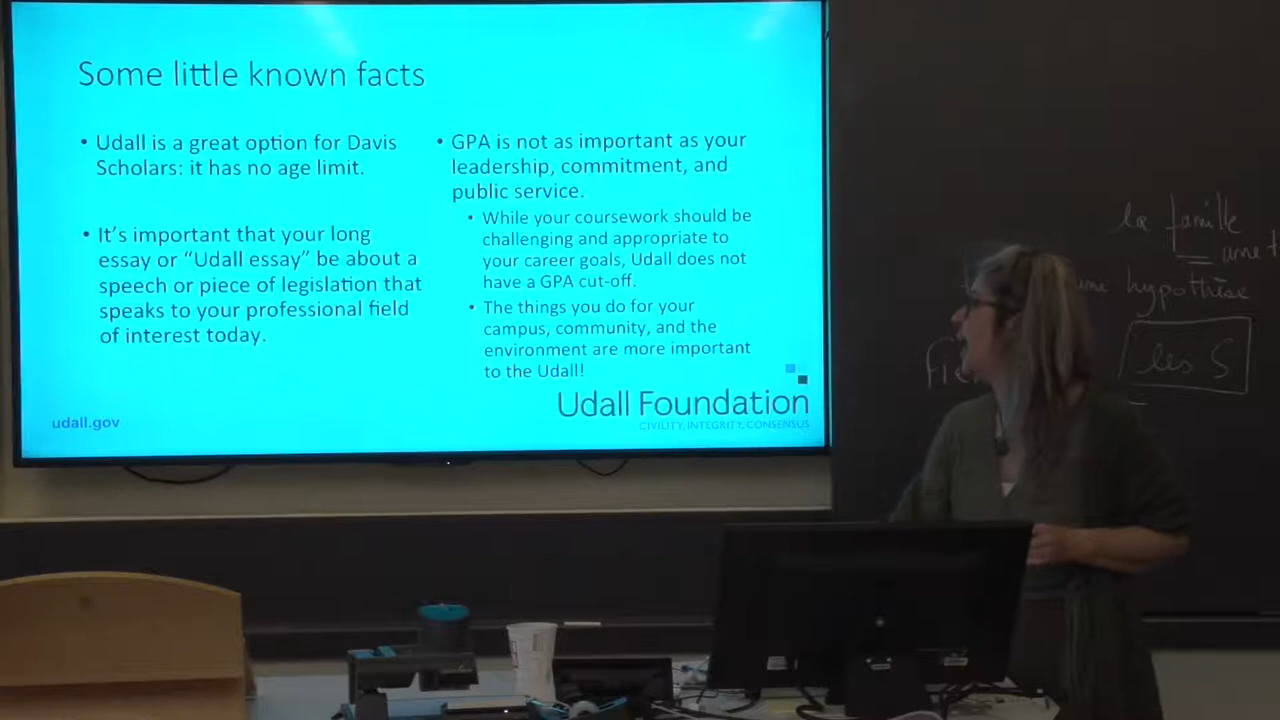 Some little known facts
• Udall is a great option for Davis
Scholars: it has no age limit.
• It's important that your long
essay or “Udall essay” be about a
speech or piece of legislation that
speaks to your professional field
of interest today.
• GPA is not as important as your
leadership, commitment, and
public service.
• While your coursework should be
challenging and appropriate to
your career goals, Udall does not
have a GPA cut-off.
• The things you do for your
campus, community, and the
environment are more important
to the Udall!
udall.gov
Udall Foundation
CIVILITY, INTEGRITY, CONSENSUS
la famille
une hypothèse
les S